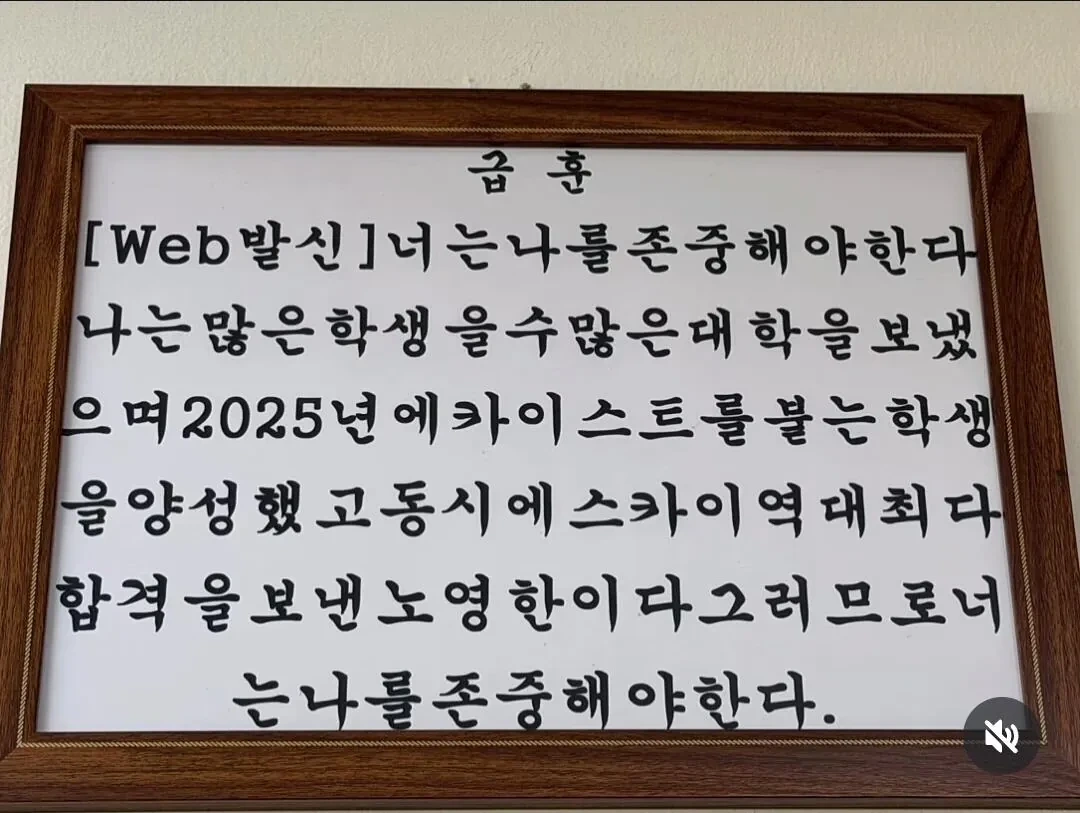 급 훈
[Web발신]너는나를존중해야한다
나는많은학생을수많은대학을보냈
으며2025년에카이스트를붙는학생
을양성했고동시에스카이역대최다
합격을보낸노영한이다그러므로너
는나를존중해야한다.